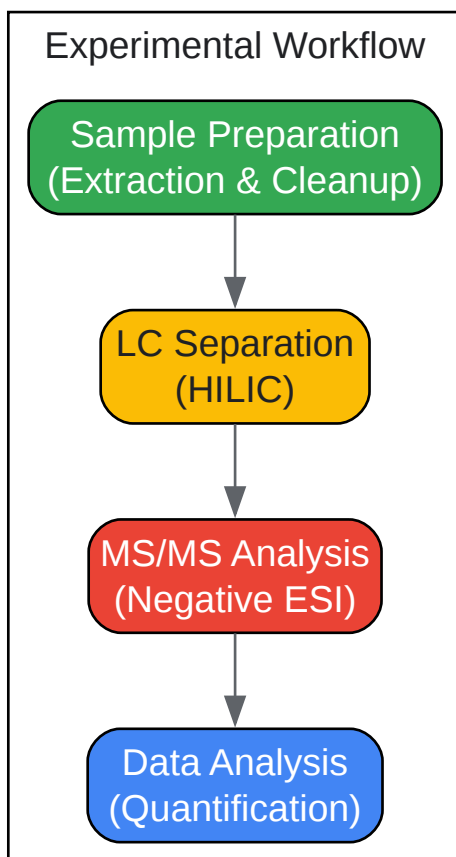 Experimental Workflow
Sample Preparation
(Extraction & Cleanup)
LC Separation
(HILIC)
MS/MS Analysis
(Negative ESI)
Data Analysis
(Quantification)